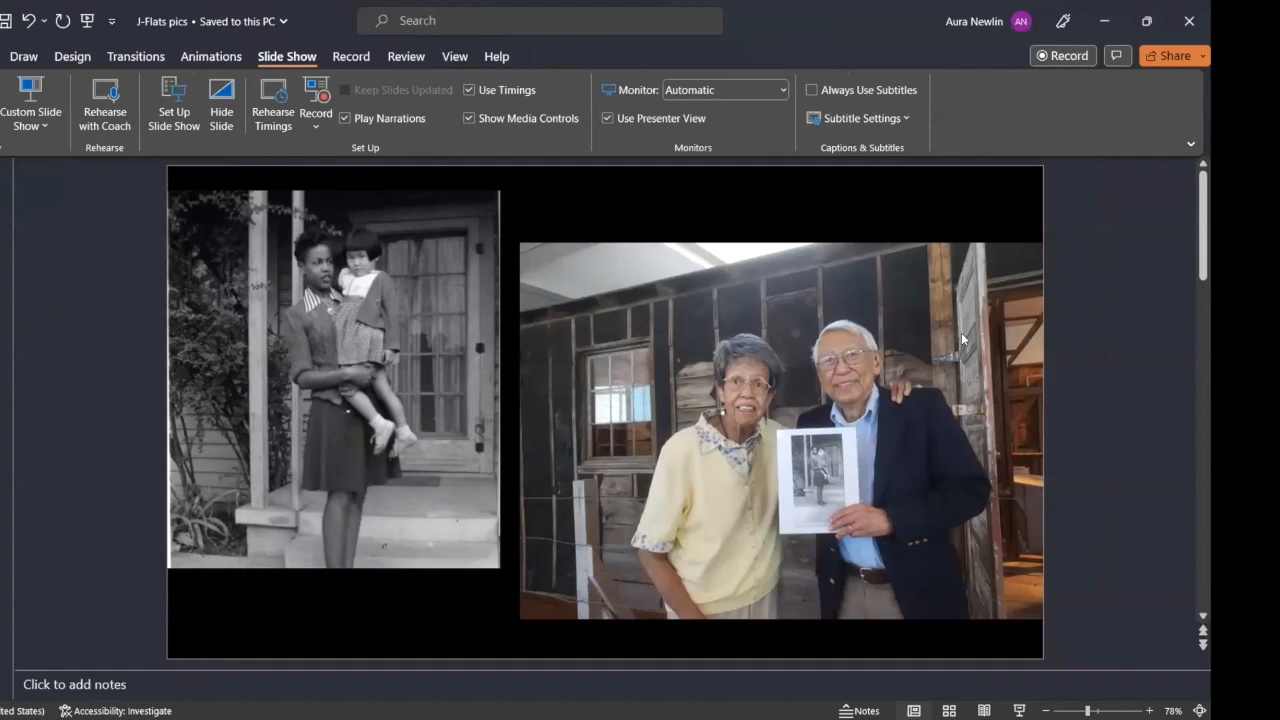 J-Flats pics • Saved to this PC
Search
Aura Newlin
AN
Draw
Design
Transitions
Animations
Slide Show
Record
Review
View
Help
Record
Share
Custom Slide
Show
Rehearse
with Coach
Rehearse
Set Up
Slide Show
Hide
Slide
Rehearse
Timings
Record
Keep Slides Updated
Play Narrations
Use Timings
Show Media Controls
Set Up
Monitor:
Automatic
Use Presenter View
Monitors
Always Use Subtitles
Subtitle Settings
Captions & Subtitles
Click to add notes
ted States)
Accessibility: Investigate
Notes
78%